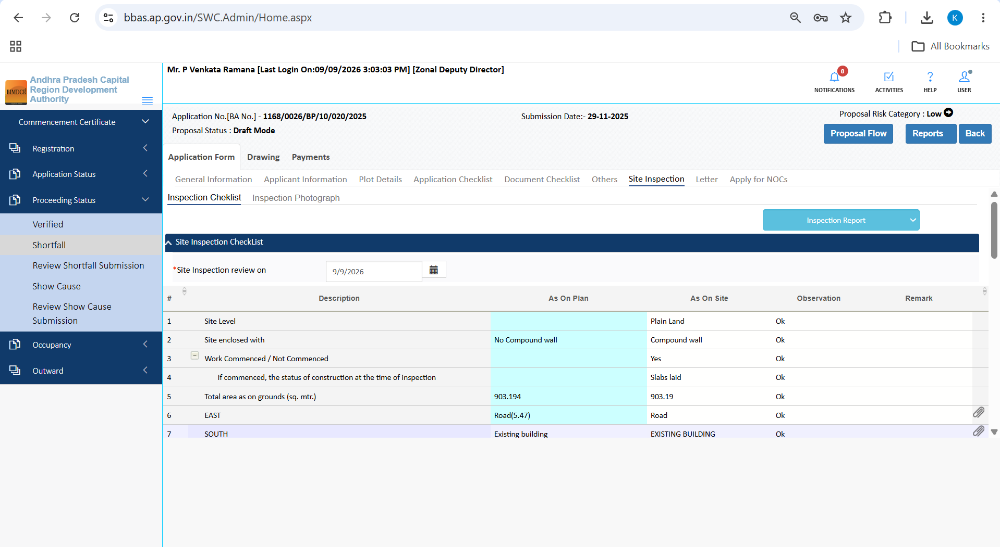 bbas.ap.gov.in/SWC.Admin/Home.aspx
K
All Bookmarks
BIMDCR
Andhra Pradesh Capital
Region Development
Authority
Mr. P Venkata Ramana [Last Login On:09/09/2026 3:03:03 PM] [Zonal Deputy Director]
0
NOTIFICATIONS
ACTIVITIES
HELP
USER
Commencement Certificate
Registration
Application Status
Proceeding Status
Verified
Shortfall
Review Shortfall Submission
Show Cause
Review Show Cause
Submission
Occupancy
Outward
Application No.[BA No.] - 1168/0026/BP/10/020/2025
Submission Date:- 29-11-2025
Proposal Risk Category : Low
Proposal Status : Draft Mode
Proposal Flow
Reports
Back
Application Form
Drawing
Payments
General Information
Applicant Information
Plot Details
Application Checklist
Document Checklist
Others
Site Inspection
Letter
Apply for NOCs
Inspection Cheklist
Inspection Photograph
Inspection Report
Site Inspection CheckList
*Site Inspection review on
9/9/2026
# Description As On Plan As On Site Observation Remark
1 Site Level Plain Land Ok
2 Site enclosed with No Compound wall Compound wall Ok
3 Work Commenced / Not Commenced Yes Ok
4 If commenced, the status of construction at the time of inspection Slabs laid Ok
5 Total area as on grounds (sq. mtr.) 903.194 903.19 Ok
6 EAST Road(5.47) Road Ok
7 SOUTH Existing building EXISTING BUILDING Ok